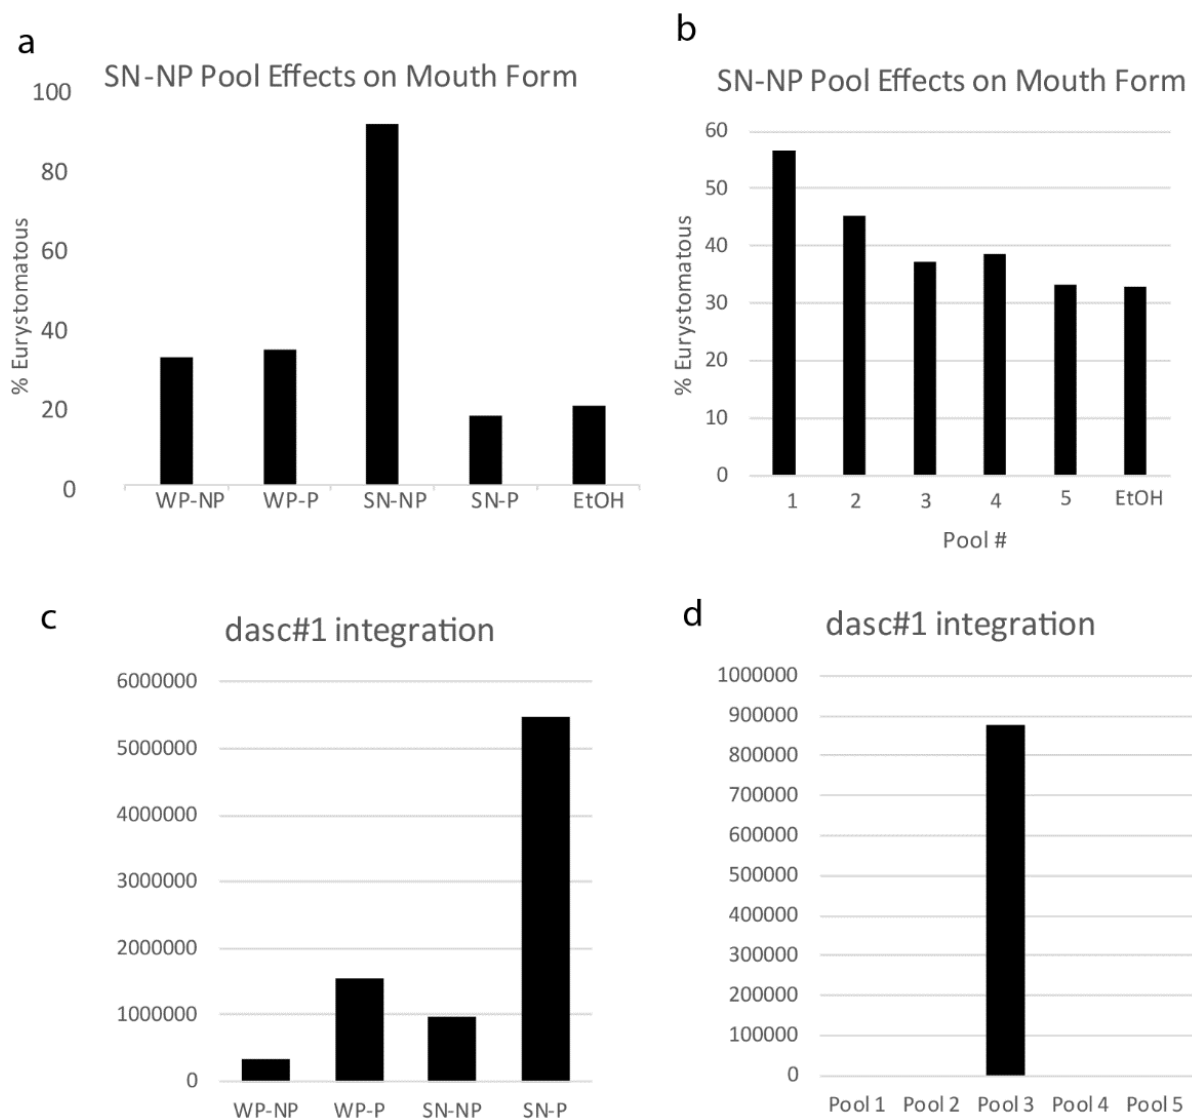 a
SN-NP Pool Effects on Mouth Form
100
80
60
40
20
0
% Eurystomatous
WP-NP WP-P SN-NP SN-P EtOH
b
SN-NP Pool Effects on Mouth Form
60
50
40
30
20
10
0
% Eurystomatous
1 2 3 4 5 EtOH
Pool #
c
dasc#1 integration
6000000
5000000
4000000
3000000
2000000
1000000
0
WP-NP WP-P SN-NP SN-P
d
dasc#1 integration
1000000
900000
800000
700000
600000
500000
400000
300000
200000
100000
0
Pool 1 Pool 2 Pool 3 Pool 4 Pool 5